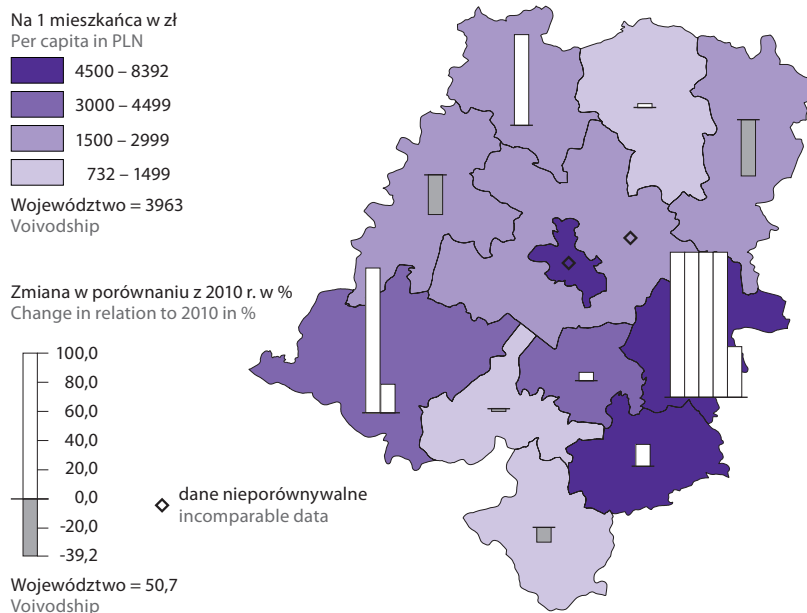 Na 1 mieszkańca w zł
Per capita in PLN
4500 – 8392
3000 – 4499
1500 – 2999
732 – 1499
Województwo = 3963
Voivodship
Zmiana w porównaniu z 2010 r. w %
Change in relation to 2010 in %
100,0
80,0
60,0
40,0
20,0
0,0
-20,0
-39,2
dane nieporównywalne
incomparable data
Województwo = 50,7
Voivodship